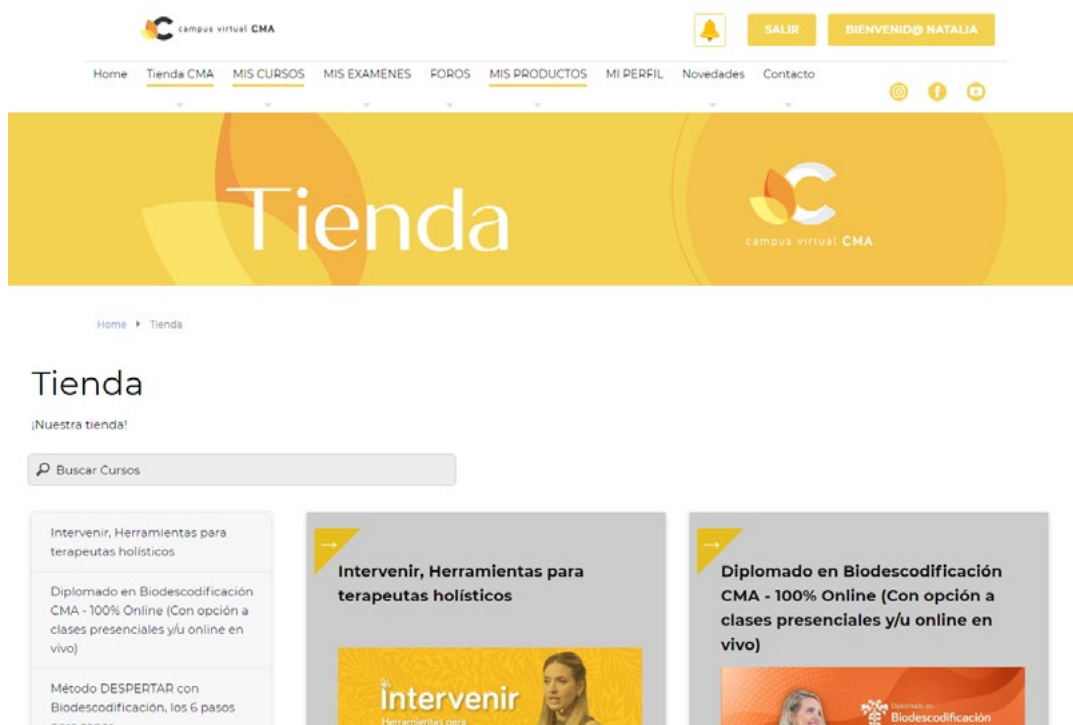 campus virtual CMA
SALIR
BIENVENID@ NATALIA
Home Tienda CMA MIS CURSOS MIS EXAMENES FOROS MIS PRODUCTOS MI PERFIL Novedades Contacto
Tienda
campus virtual CMA
Home Tienda
Tienda
¡Nuestra tienda!
Buscar Cursos
Intervenir, Herramientas para
terapeutas holísticos
Diplomado en Biodescodificación
CMA - 100% Online (Con opción a
clases presenciales y/u online en
vivo)
Método DESPERTAR con
Biodescodificación, los 6 pasos
Intervenir, Herramientas para
terapeutas holísticos
intervenir
Herramientas para
Diplomado en Biodescodificación
CMA - 100% Online (Con opción a
clases presenciales y/u online en
vivo)
Diplomado en
Biodescodificación